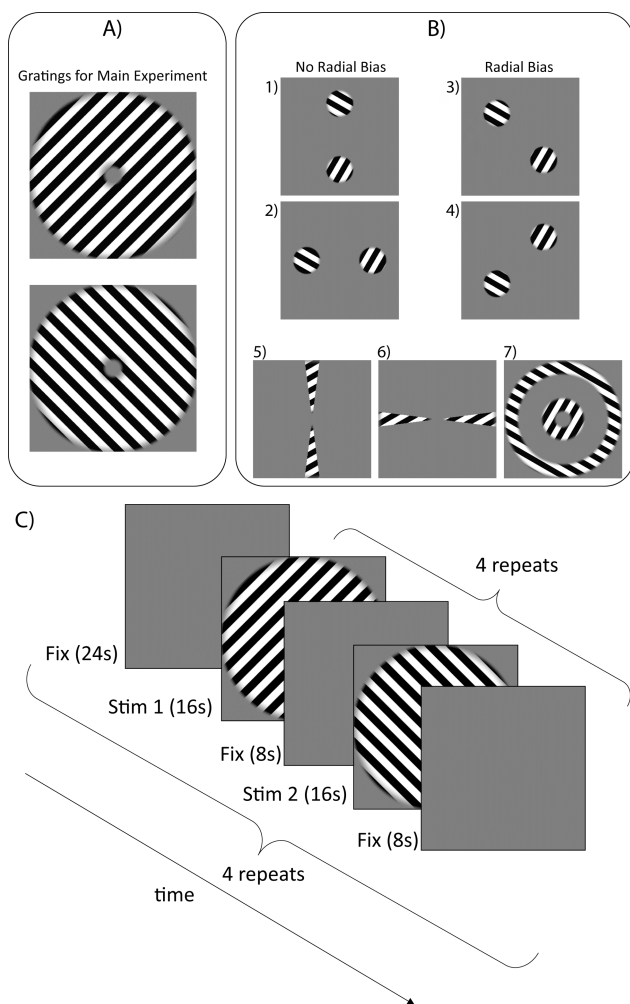 A)
Gratings for Main Experiment
B)
No Radial Bias
Radial Bias
1)
3)
2)
4)
5)
6)
7)
C)
4 repeats
Fix (24s)
Stim 1 (16s)
Fix (8s)
Stim 2 (16s)
Fix (8s)
4 repeats
time